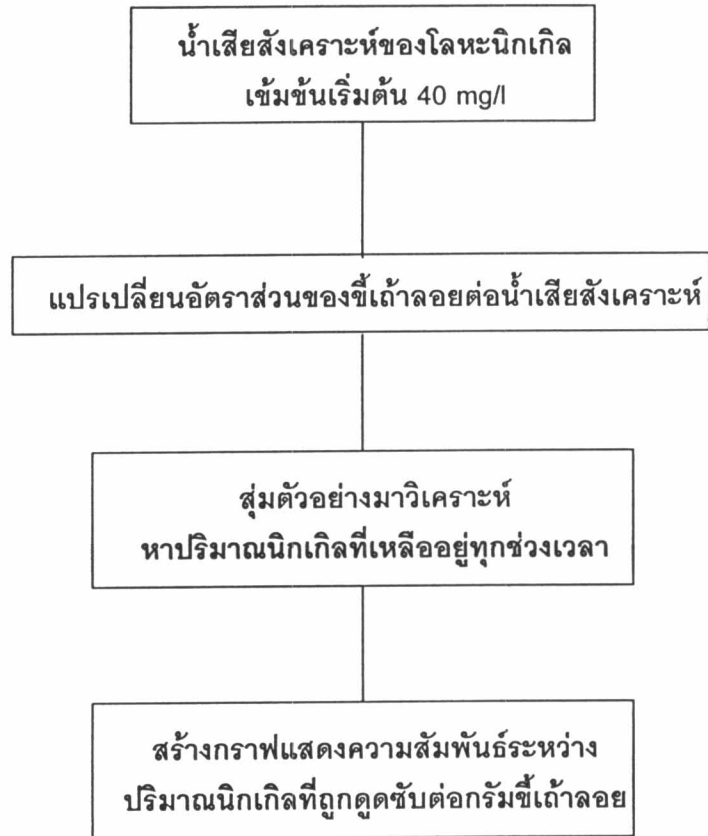 น้ำเสียสังเคราะห์ของโลหะนิกเกิล
เข้มข้นเริ่มต้น 40 mg/l
แปรเปลี่ยนอัตราส่วนของขี้เถ้าลอยต่อน้ำเสียสังเคราะห์
สุ่มตัวอย่างมาวิเคราะห์
หาปริมาณนิกเกิลที่เหลืออยู่ทุกช่วงเวลา
สร้างกราฟแสดงความสัมพันธ์ระหว่าง
ปริมาณนิกเกิลที่ถูกดูดซับต่อกรัมขี้เถ้าลอย